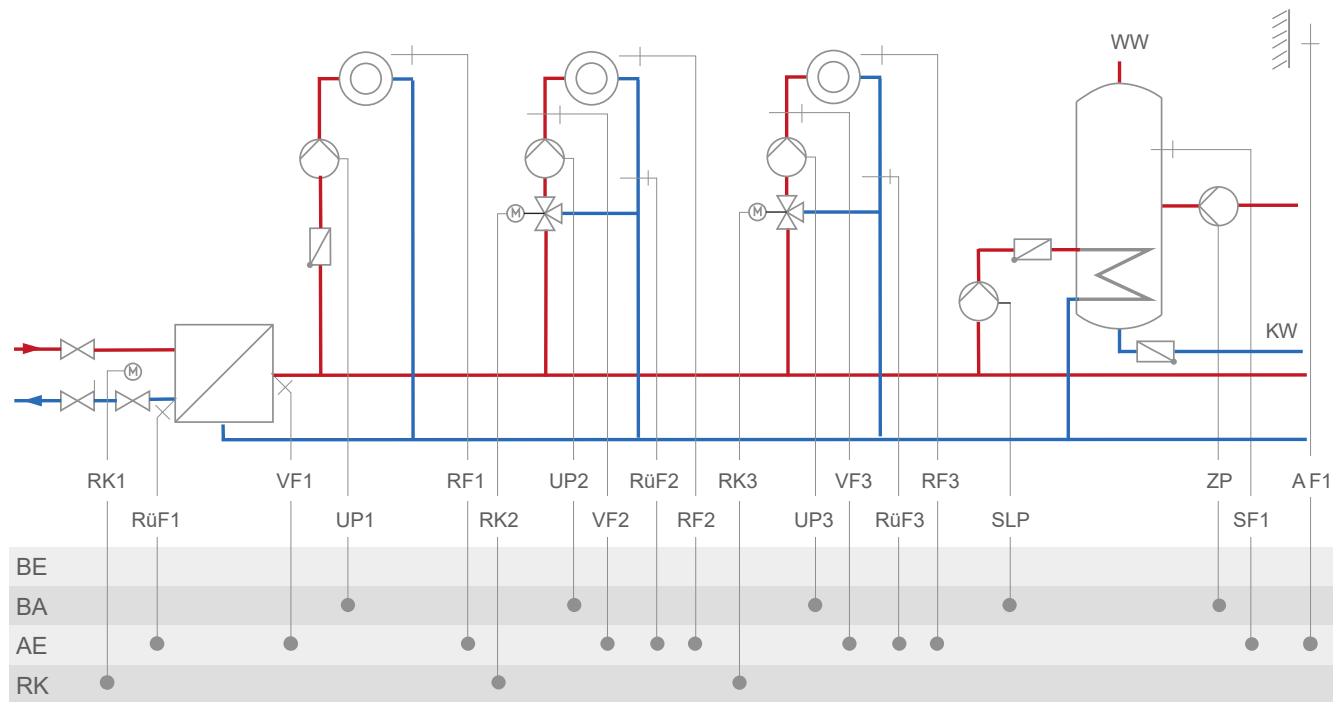 WW
M
M
KW
M
RK1
VF1
RF1
UP2
RüF2
RK3
VF3
RF3
ZP
A F1
RüF1
UP1
RK2
VF2
RF2
UP3
RüF3
SLP
SF1
BE
BA
AE
RK